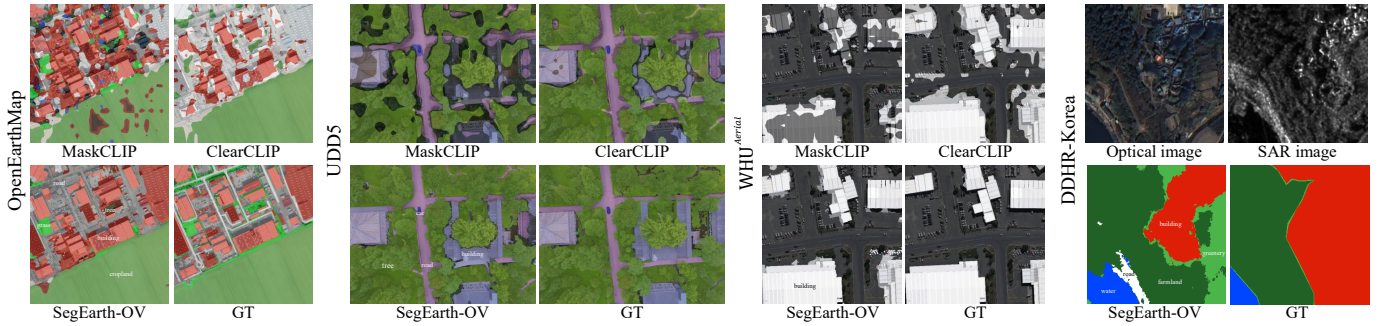 OpenEarthMap
MaskCLIP
ClearCLIP
road
tree
grass
building
cropland
SegEarth-OV
GT
UDD5
MaskCLIP
ClearCLIP
car
tree
road
building
SegEarth-OV
GT
WHU^Aerial
MaskCLIP
ClearCLIP
building
SegEarth-OV
GT
DDHR-Korea
Optical image
SAR image
building
greenery
road
farmland
water
SegEarth-OV
GT